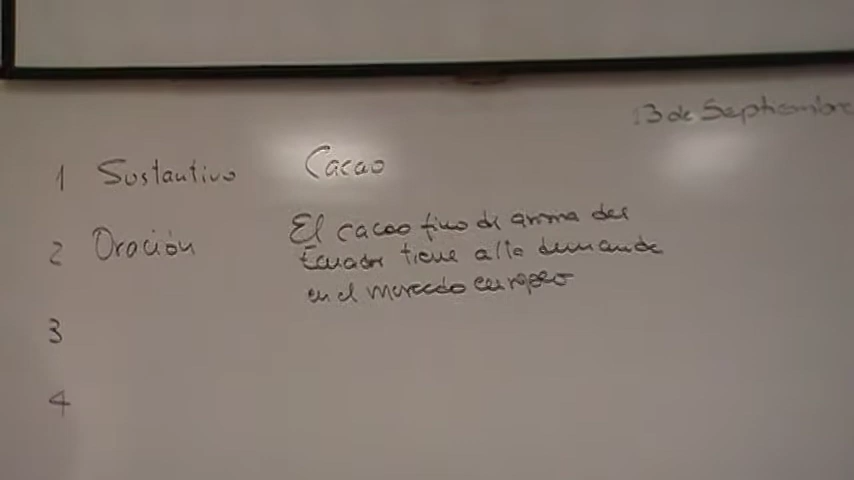 13 de Septiembre
1 Sustantivo Cacao
2 Oración El cacao fino de aroma del
Ecuador tiene alta demanda
en el mercado europeo
3
4